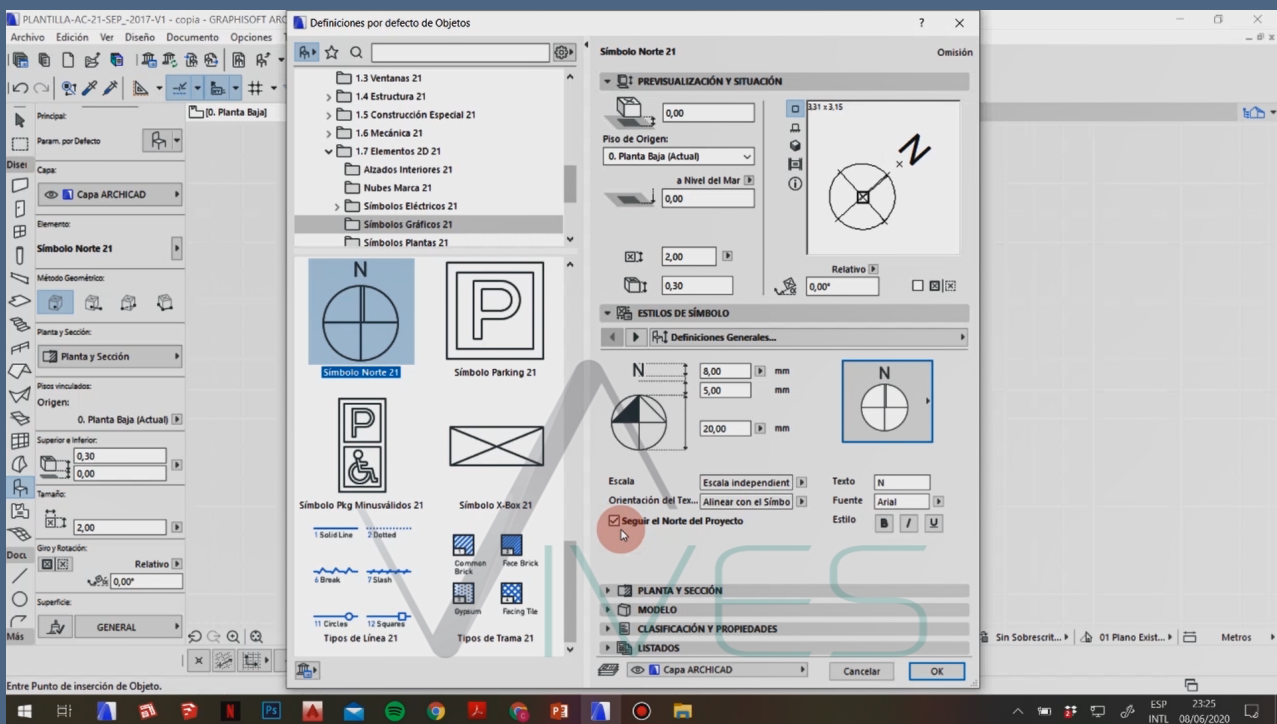 PLANTILLA-AC-21-SEP_-2017-V1 - copia - GRAPHISOFT ARC
Archivo Edición Ver Diseño Documento Opciones
Principal:
Param. por Defecto
Diseñ
Capa:
Capa ARCHICAD
Elemento:
Símbolo Norte 21
Método Geométrico:
Planta y Sección:
Planta y Sección
Pisos vinculados:
Origen:
0. Planta Baja (Actual)
Superior e Inferior:
0,30
0,00
Tamaño:
2,00
Docu
Giro y Rotación:
Relativo
0,00°
Superficie:
GENERAL
Más
Entre Punto de inserción de Objeto.
[0. Planta Baja]
Definiciones por defecto de Objetos
? ×
1.3 Ventanas 21
1.4 Estructura 21
1.5 Construcción Especial 21
1.6 Mecánica 21
1.7 Elementos 2D 21
Alzados Interiores 21
Nubes Marca 21
Símbolos Eléctricos 21
Símbolos Gráficos 21
Símbolos Plantas 21
N
P
Símbolo Norte 21
Símbolo Parking 21
P
Símbolo Pkg Minusválidos 21
Símbolo X-Box 21
1 Solid Line
2 Dotted
6 Break
7 Slash
11 Circles
12 Squares
Tipos de Línea 21
Common Brick
Face Brick
Gypsum
Facing Tile
Tipos de Trama 21
Símbolo Norte 21
Omisión
PREVISUALIZACIÓN Y SITUACIÓN
0,00
Piso de Origen:
0. Planta Baja (Actual)
a Nivel del Mar
0,00
2,00
0,30
3,31 x 3,15
N
Relativo
0,00°
ESTILOS DE SÍMBOLO
Definiciones Generales...
N
8,00 mm
5,00 mm
20,00 mm
N
Escala
Escala independient
Texto
N
Orientación del Tex...
Alinear con el Símbo
Fuente
Arial
Seguir el Norte del Proyecto
Estilo
B I U
PLANTA Y SECCIÓN
MODELO
CLASIFICACIÓN Y PROPIEDADES
LISTADOS
Capa ARCHICAD
Cancelar
OK
VIVES
Sin Sobrescrit...
01 Plano Exist...
Metros
ESP
INTL
23:25
08/06/2020